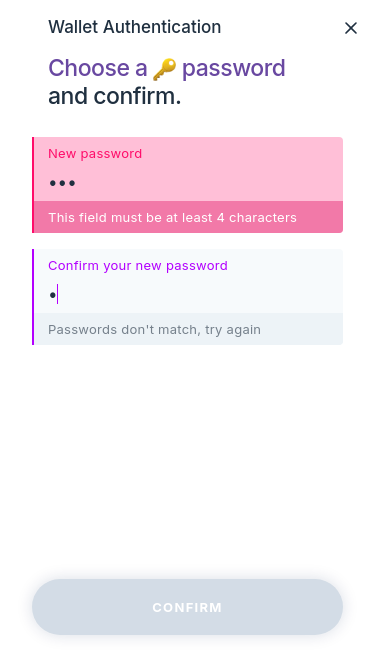 Wallet Authentication
Choose a 🔑 password
and confirm.
New password
•••
This field must be at least 4 characters
Confirm your new password
•
Passwords don't match, try again
CONFIRM